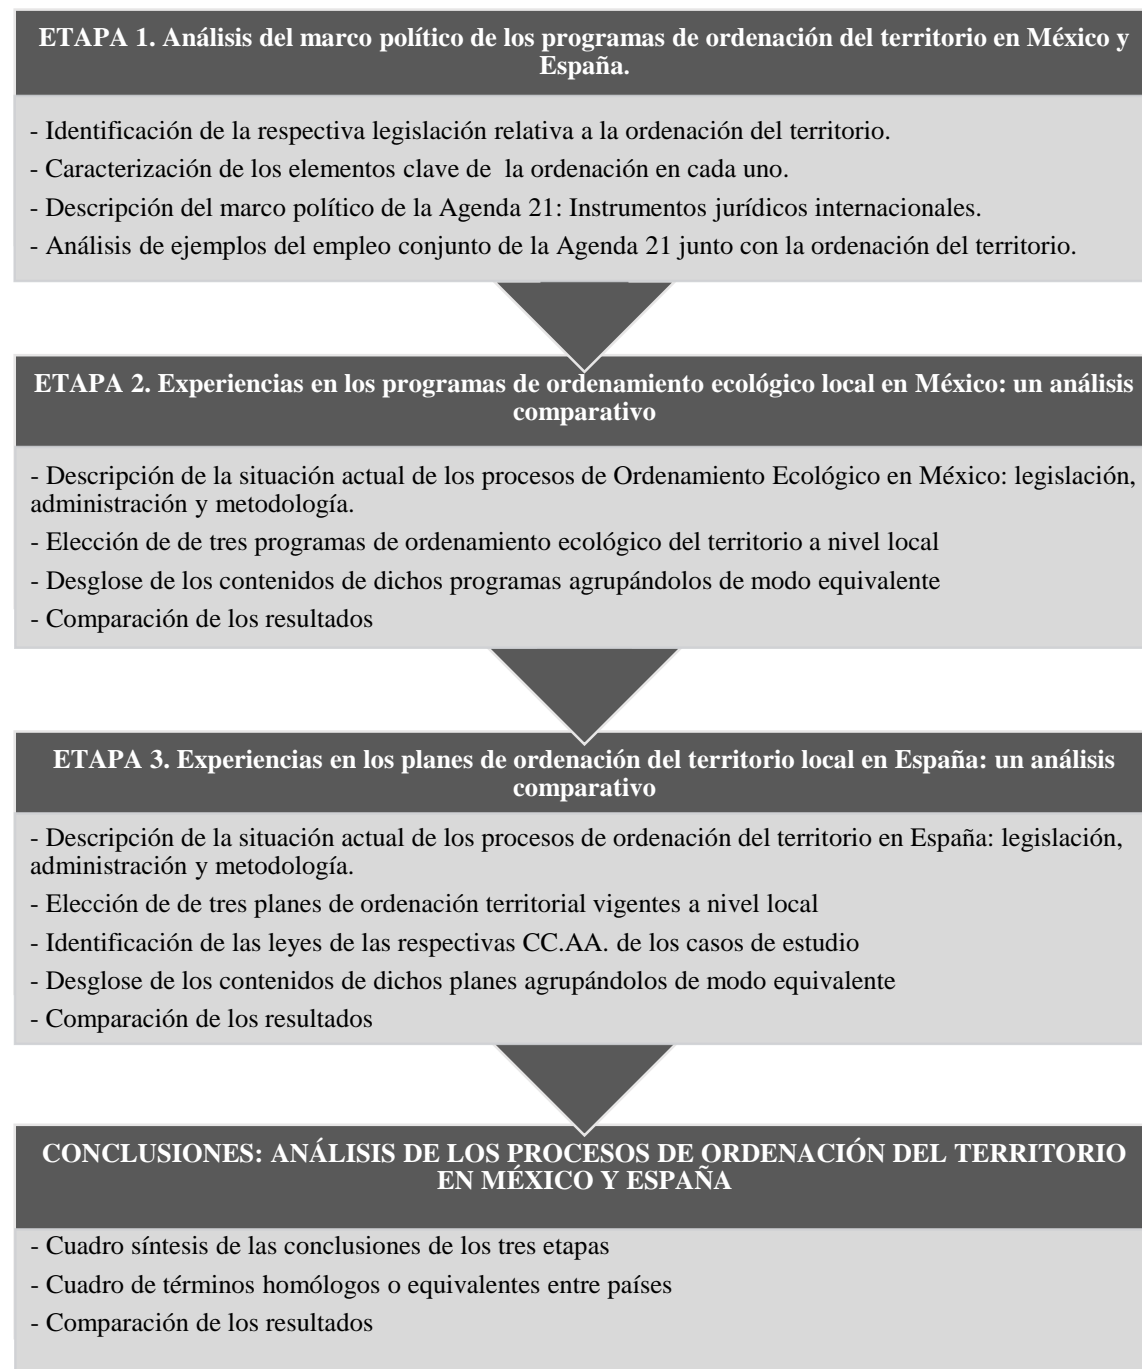 ETAPA 1. Análisis del marco político de los programas de ordenación del territorio en México y
España.
- Identificación de la respectiva legislación relativa a la ordenación del territorio.
- Caracterización de los elementos clave de  la ordenación en cada uno.
- Descripción del marco político de la Agenda 21: Instrumentos jurídicos internacionales.
- Análisis de ejemplos del empleo conjunto de la Agenda 21 junto con la ordenación del territorio.
ETAPA 2. Experiencias en los programas de ordenamiento ecológico local en México: un análisis
comparativo
- Descripción de la situación actual de los procesos de Ordenamiento Ecológico en México: legislación,
administración y metodología.
- Elección de de tres programas de ordenamiento ecológico del territorio a nivel local
- Desglose de los contenidos de dichos programas agrupándolos de modo equivalente
- Comparación de los resultados
ETAPA 3. Experiencias en los planes de ordenación del territorio local en España: un análisis
comparativo
- Descripción de la situación actual de los procesos de ordenación del territorio en España: legislación,
administración y metodología.
- Elección de de tres planes de ordenación territorial vigentes a nivel local
- Identificación de las leyes de las respectivas CC.AA. de los casos de estudio
- Desglose de los contenidos de dichos planes agrupándolos de modo equivalente
- Comparación de los resultados
CONCLUSIONES: ANÁLISIS DE LOS PROCESOS DE ORDENACIÓN DEL TERRITORIO
EN MÉXICO Y ESPAÑA
- Cuadro síntesis de las conclusiones de los tres etapas
- Cuadro de términos homólogos o equivalentes entre países
- Comparación de los resultados